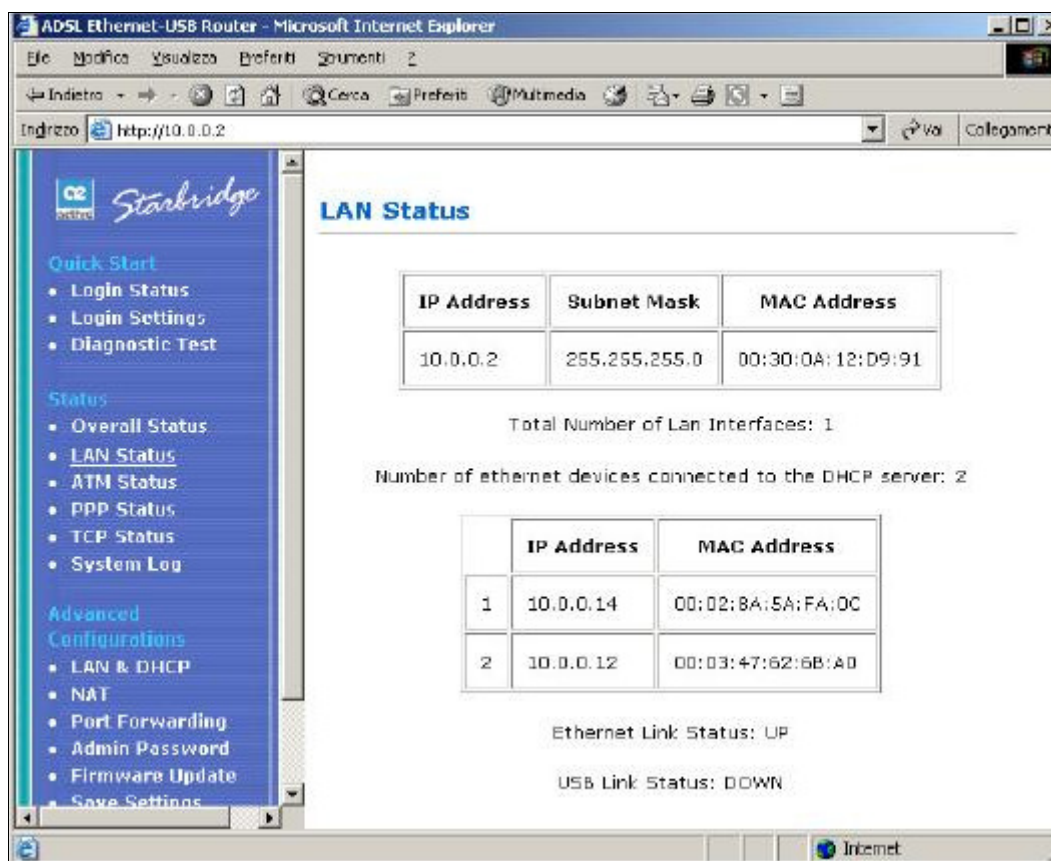 ADSL Ethernet-USB Router - Microsoft Internet Explorer
File Modifica Visualizza Preferiti Strumenti ?
Indietro Cerca Preferiti Multimedia
Indirizzo http://10.0.0.2 Vai Collegament
Starbridge
Quick Start
Login Status
Login Settings
Diagnostic Test
Status
Overall Status
LAN Status
ATM Status
PPP Status
TCP Status
System Log
Advanced
Configurations
LAN & DHCP
NAT
Port Forwarding
Admin Password
Firmware Update
Save Settings
LAN Status
IP Address Subnet Mask MAC Address
10.0.0.2 255.255.255.0 00:30:0A:12:D9:91
Total Number of Lan Interfaces: 1
Number of ethernet devices connected to the DHCP server: 2
IP Address MAC Address
1 10.0.0.14 00:02:8A:5A:FA:0C
2 10.0.0.12 00:03:47:62:6B:A0
Ethernet Link Status: UP
USB Link Status: DOWN
Internet